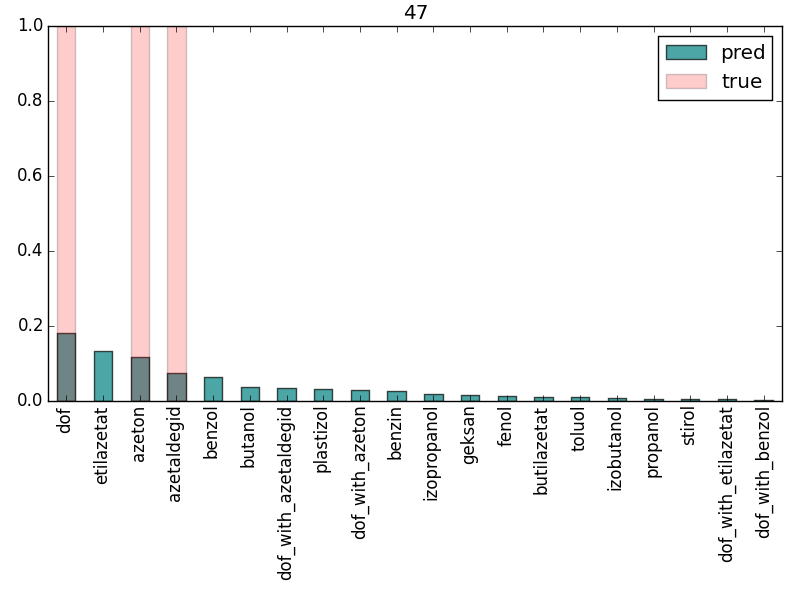 47
1.0
0.8
0.6
0.4
0.2
0.0
pred
true
dof
etilazetat
azeton
azetaldegid
benzol
butanol
dof_with_azetaldegid
plastizol
dof_with_azeton
benzin
izopropanol
geksan
fenol
butilazetat
toluol
izobutanol
propanol
stirol
dof_with_etilazetat
dof_with_benzol